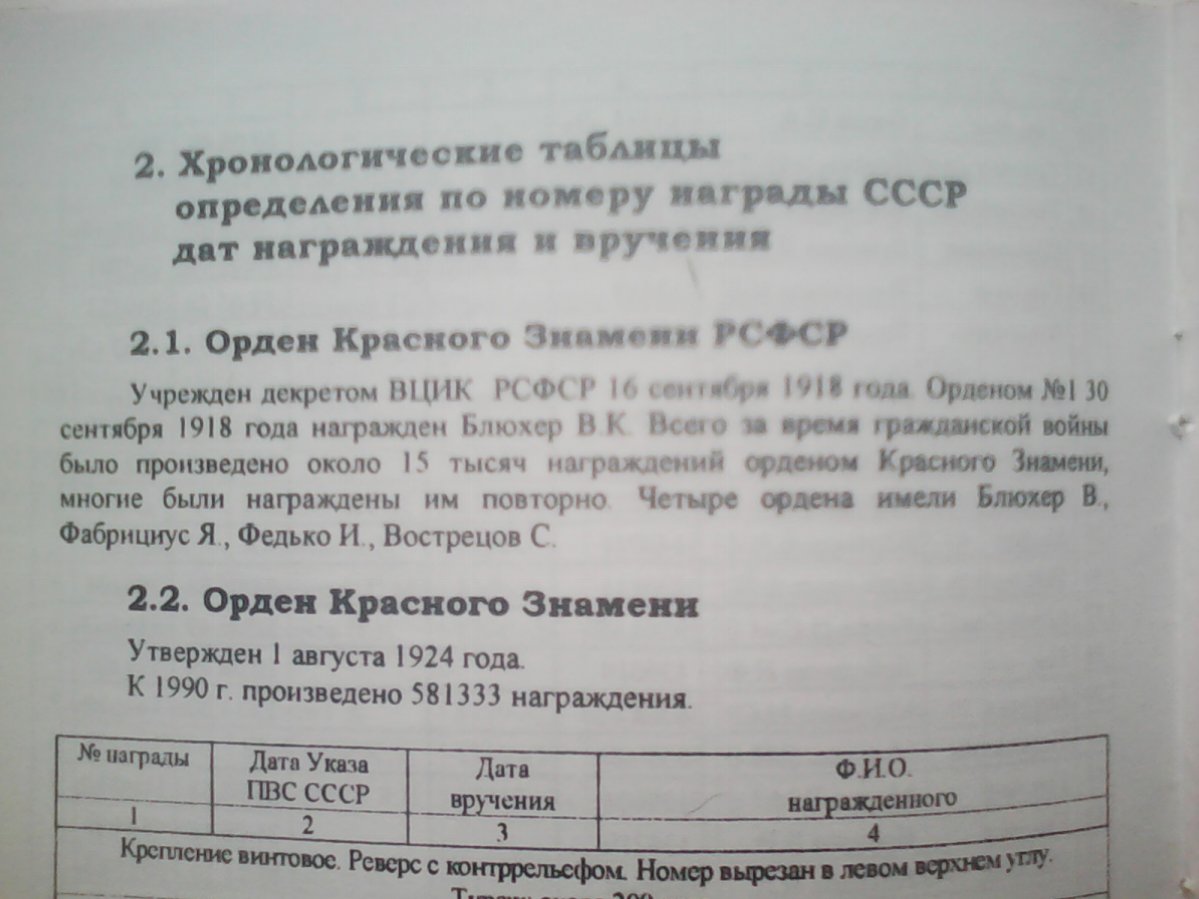 2. Хронологические таблицы
определения по номеру награды СССР
дат награждения и вручения
2.1. Орден Красного Знамени РСФСР
Учрежден декретом ВЦИК РСФСР 16 сентября 1918 года. Орденом №1 30
сентября 1918 года награжден Блюхер В.К. Всего за время гражданской войны
было произведено около 15 тысяч награждений орденом Красного Знамени,
многие были награждены им повторно. Четыре ордена имели Блюхер В.,
Фабрициус Я., Федько И., Вострецов С.
2.2. Орден Красного Знамени
Утвержден 1 августа 1924 года.
К 1990 г. произведено 581333 награждения.
№ награды Дата Указа Дата Ф.И.О.
ПВС СССР вручения награжденного
1 2 3 4
Крепление винтовое. Реверс с контррельефом. Номер вырезан в левом верхнем углу.